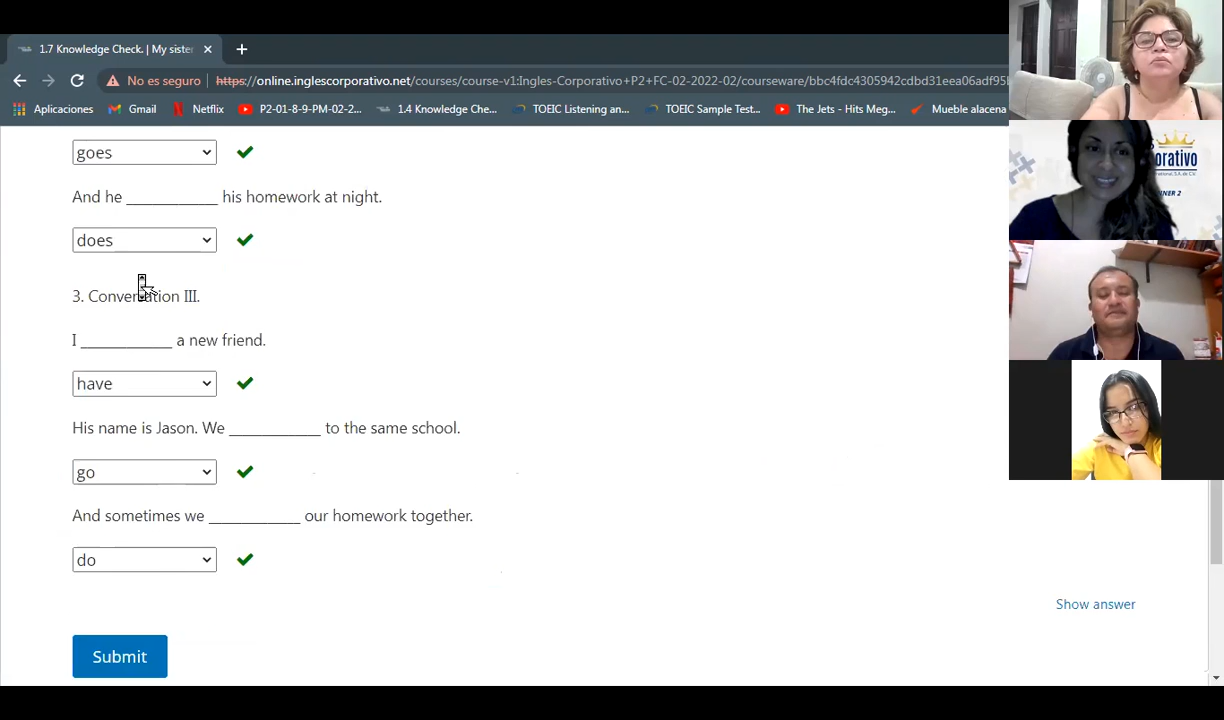 1.7 Knowledge Check. | My sister
No es seguro
https://online.inglescorporativo.net/courses/course-v1:Ingles-Corporativo+P2+FC-02-2022-02/courseware/bbc4fdc4305942cdbd31eea06adf95
Aplicaciones
Gmail
Netflix
P2-01-8-9-PM-02-2...
1.4 Knowledge Che...
TOEIC Listening an...
TOEIC Sample Test...
The Jets - Hits Meg...
Mueble alacena
goes
And he ____________ his homework at night.
does
3. Conversation III.
I ____________ a new friend.
have
His name is Jason. We ____________ to the same school.
go
And sometimes we ____________ our homework together.
do
Show answer
Submit